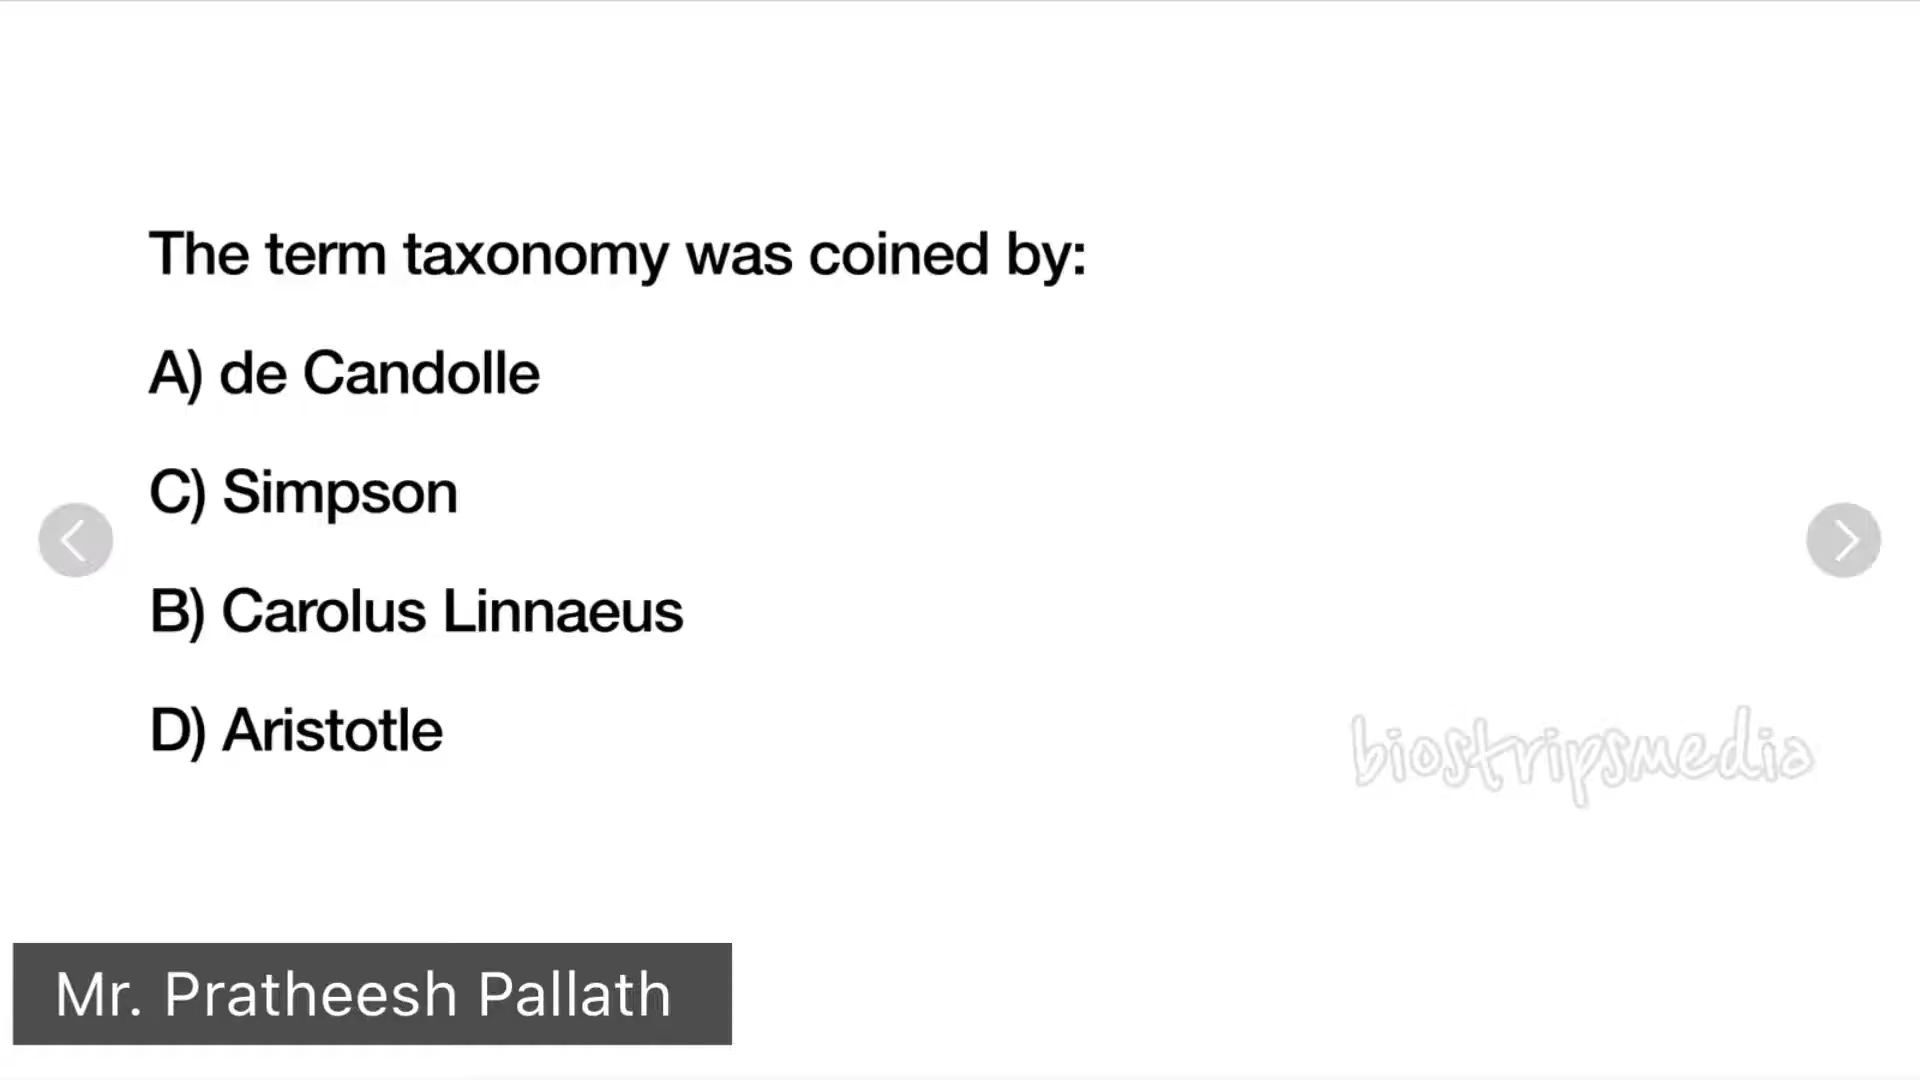 The term taxonomy was coined by:
A) de Candolle
C) Simpson
B) Carolus Linnaeus
D) Aristotle
biostripsmedia
Mr. Pratheesh Pallath